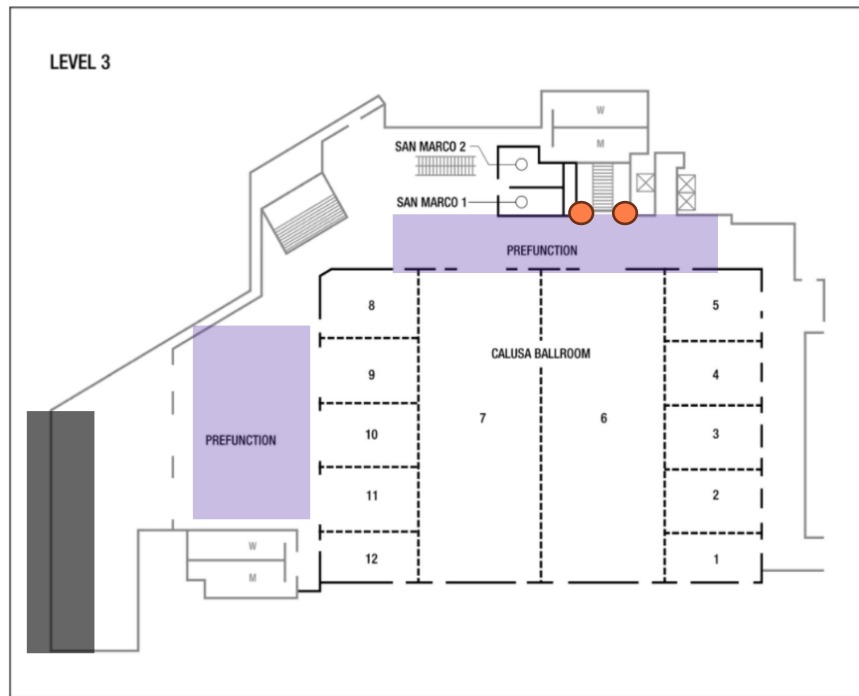 LEVEL 3
W
M
SAN MARCO 2
SAN MARCO 1
PREFUNCTION
8
5
CALUSA BALLROOM
9
4
7
6
10
3
PREFUNCTION
11
2
W
M
12
1